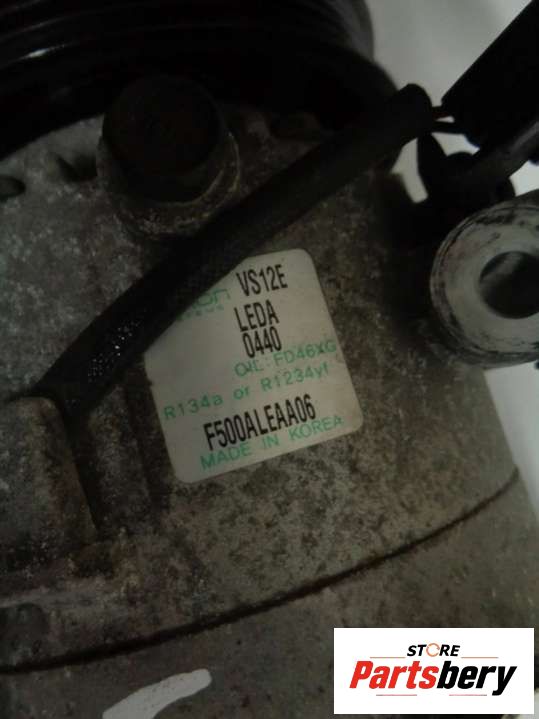 VS12E
LEDA
0440
OIL: FD46XG
R134a or R1234yf
F500ALEAA06
MADE IN KOREA
STORE
Partsbery